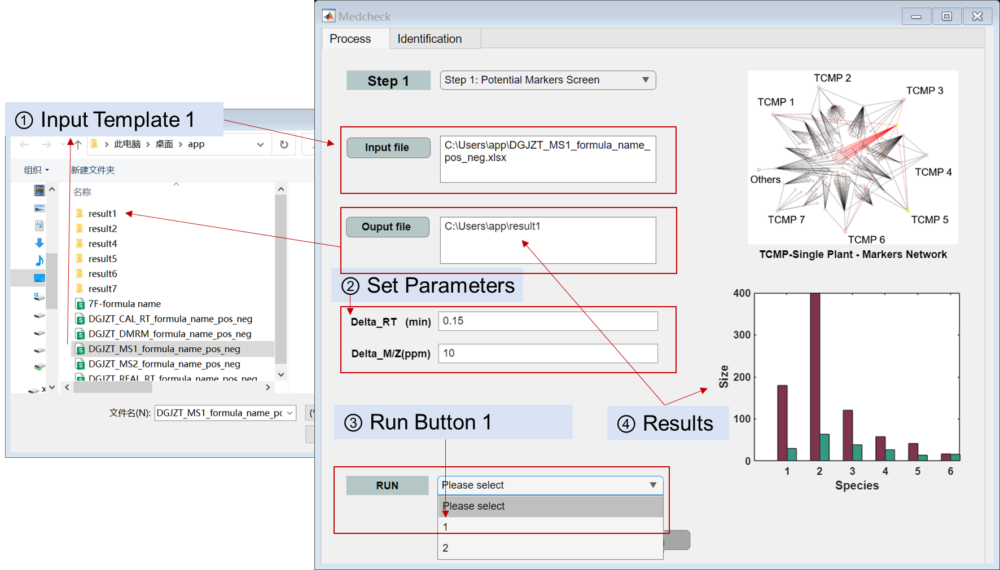 Medcheck
Process
Identification
Step 1
Step 1: Potential Markers Screen
① Input Template 1
此电脑 > 桌面 > app
组织
新建文件夹
名称
result1
result2
result4
result5
result6
result7
7F-formula name
DGJZT_CAL_RT_formula_name_pos_neg
DGJZT_DMRM_formula_name_pos_neg
DGJZT_MS1_formula_name_pos_neg
DGJZT_MS2_formula_name_pos_neg
DGJZT_REAL_RT_formula_name_pos_neg
x
文件名(N):
DGJZT_MS1_formula_name_pc
Input file
C:\Users\app\DGJZT_MS1_formula_name_
pos_neg.xlsx
Ouput file
C:\Users\app\result1
② Set Parameters
Delta_RT (min)
0.15
Delta_M/Z(ppm)
10
③ Run Button 1
④ Results
RUN
Please select
Please select
1
2
TCMP 1
TCMP 2
TCMP 3
TCMP 4
Others
TCMP 5
TCMP 7
TCMP 6
TCMP-Single Plant - Markers Network
400
300
200
100
0
Size
1 2 3 4 5 6
Species